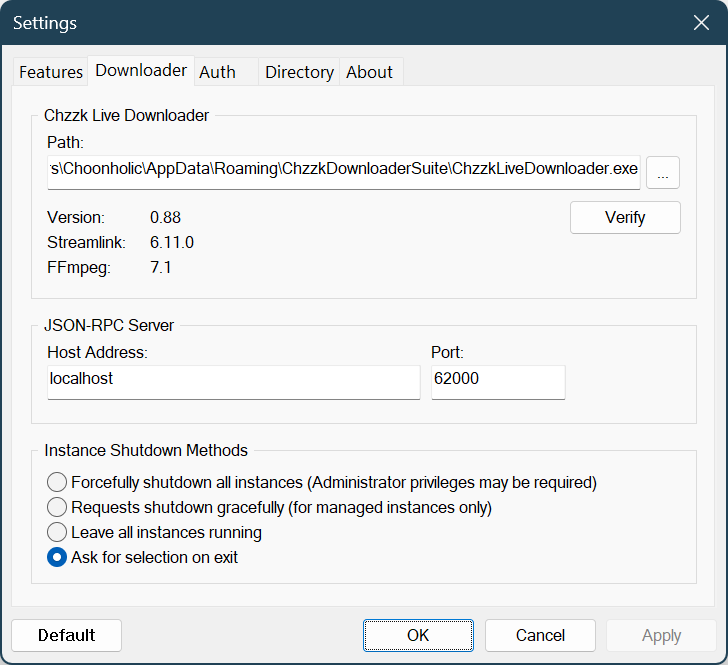 Settings
Features Downloader Auth Directory About
Chzzk Live Downloader
Path:
s\Choonholic\AppData\Roaming\ChzzkDownloaderSuite\ChzzkLiveDownloader.exe ...
Version: 0.88 Verify
Streamlink: 6.11.0
FFmpeg: 7.1
JSON-RPC Server
Host Address: Port:
localhost 62000
Instance Shutdown Methods
Forcefully shutdown all instances (Administrator privileges may be required)
Requests shutdown gracefully (for managed instances only)
Leave all instances running
Ask for selection on exit
Default OK Cancel Apply